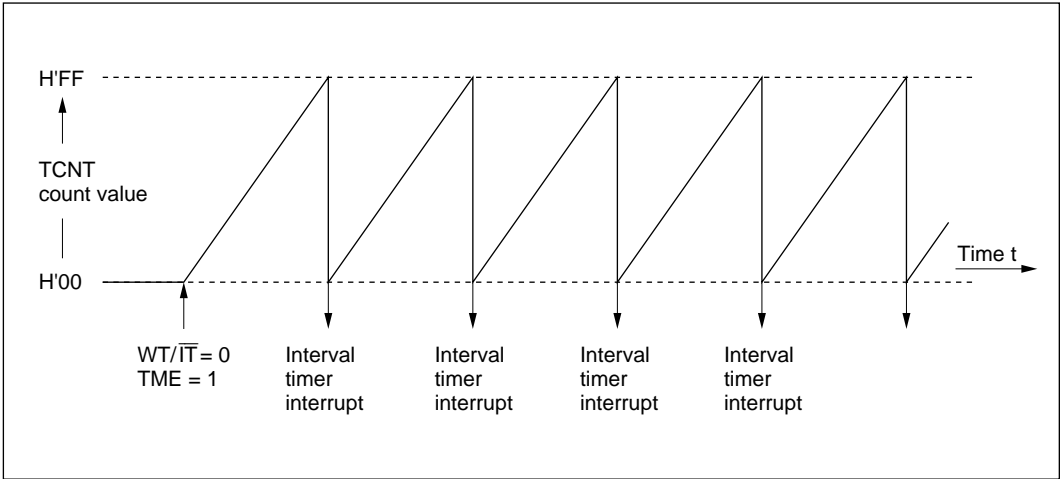 H'FF
TCNT
count value
H'00
Time t
WT/I̅T̅ = 0
TME = 1
Interval
timer
interrupt
Interval
timer
interrupt
Interval
timer
interrupt
Interval
timer
interrupt